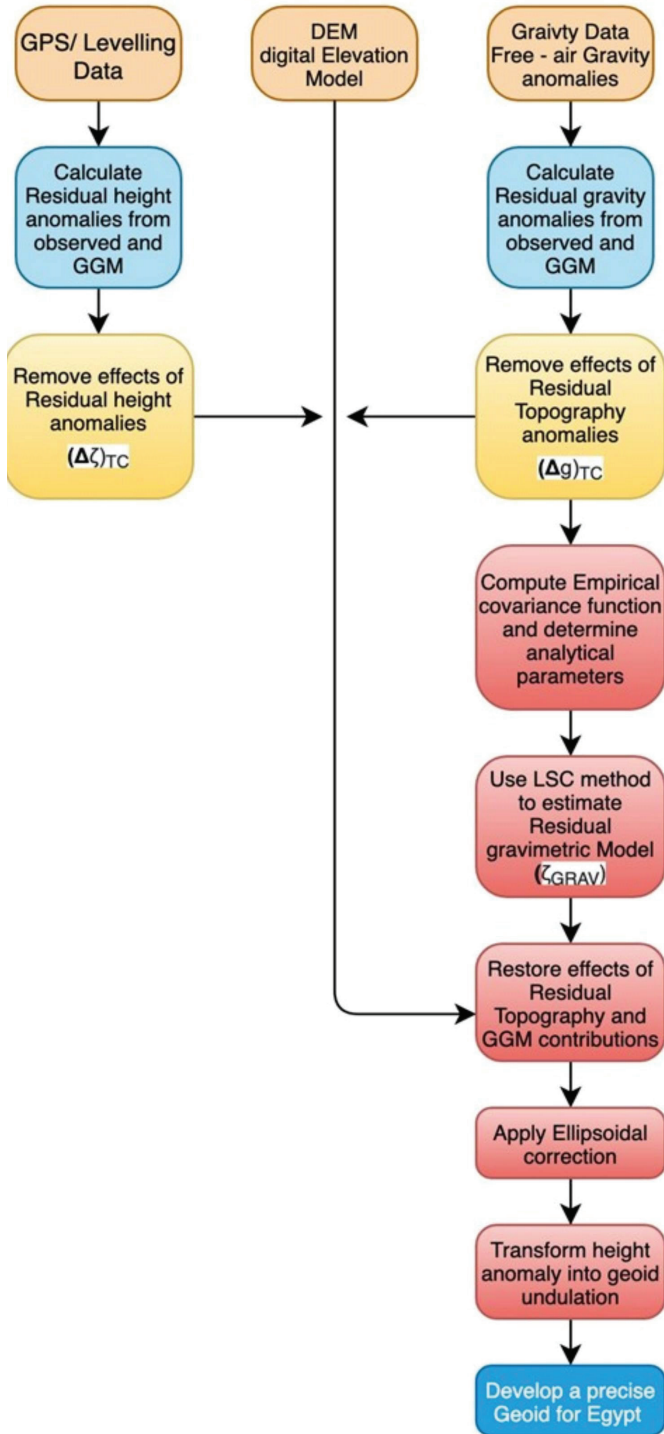 GPS/ Levelling
Data
DEM
digital Elevation
Model
Graivty Data
Free - air Gravity
anomalies
Calculate
Residual height
anomalies from
observed and
GGM
Calculate
Residual gravity
anomalies from
observed and
GGM
Remove effects of
Residual height
anomalies
(Δζ)TC
Remove effects of
Residual
Topography
anomalies
(Δg)TC
Compute Empirical
covariance function
and determine
analytical
parameters
Use LSC method
to estimate
Residual
gravimetric Model
(ζGRAV)
Restore effects of
Residual
Topography and
GGM contributions
Apply Ellipsoidal
correction
Transform height
anomaly into geoid
undulation
Develop a precise
Geoid for Egypt